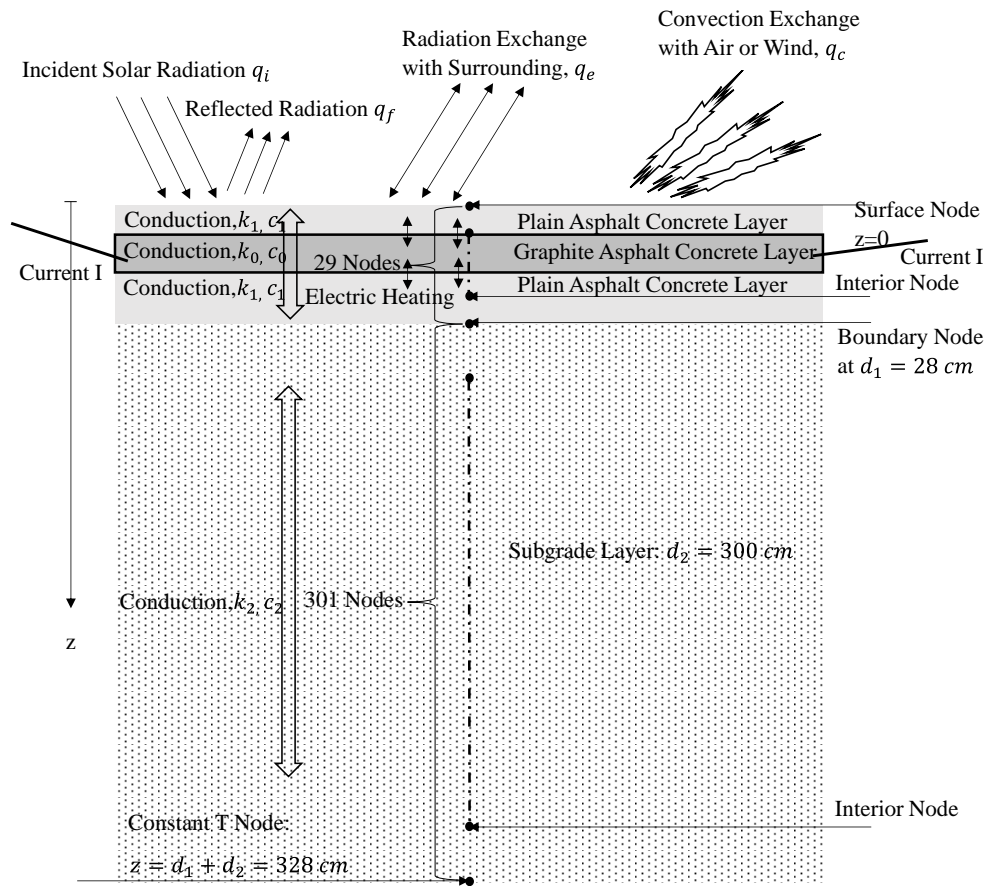 Incident Solar Radiation q_i
Reflected Radiation q_f
Radiation Exchange
with Surrounding, q_e
Convection Exchange
with Air or Wind, q_c
Conduction,k_1, c_1
Plain Asphalt Concrete Layer
Surface Node
z=0
Conduction,k_0, c_0
29 Nodes
Graphite Asphalt Concrete Layer
Current I
Current I
Conduction,k_1, c_1
Electric Heating
Plain Asphalt Concrete Layer
Interior Node
Boundary Node
at d_1 = 28 cm
Subgrade Layer: d_2 = 300 cm
Conduction,k_2, c_2
301 Nodes
z
Constant T Node:
z = d_1 + d_2 = 328 cm
Interior Node